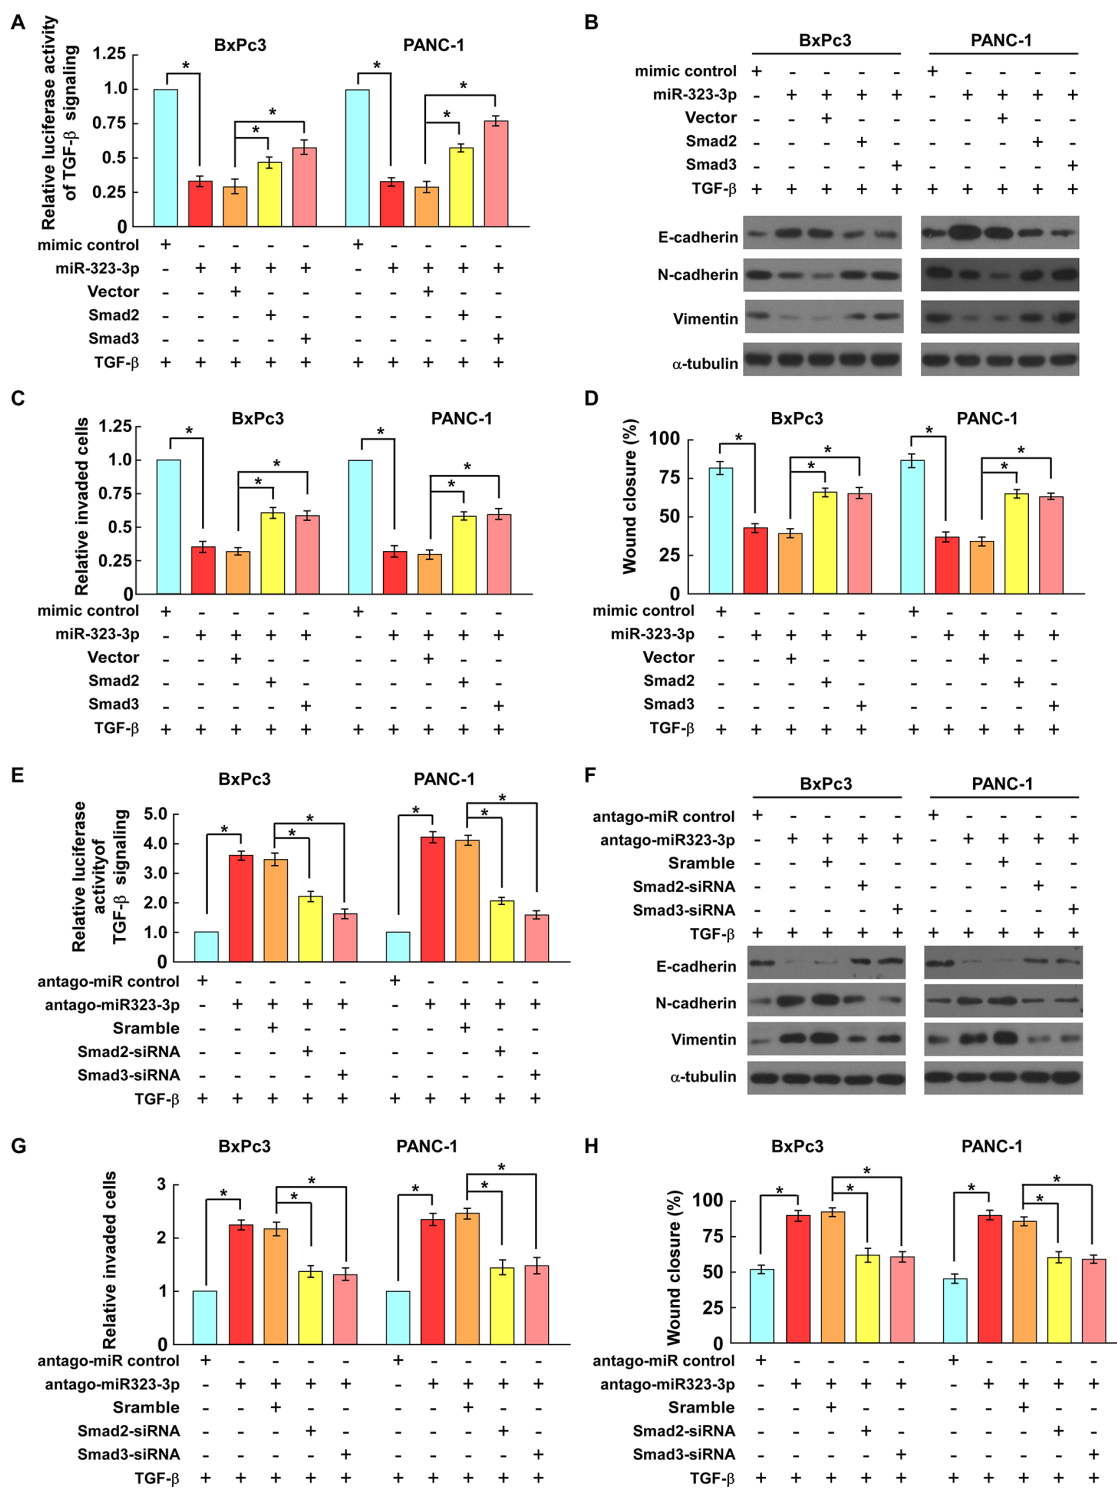 A
BxPc3 PANC-1
Relative luciferase activity
of TGF-β signaling
1.25
1.0
0.75
0.5
0.25
0
* * * * * *
mimic control + - - - - + - - - -
miR-323-3p - + + + + - + + + +
Vector - - + - - - - + - -
Smad2 - - - + - - - - + -
Smad3 - - - - + - - - - +
TGF-β + + + + + + + + + +
B
BxPc3 PANC-1
mimic control + - - - - + - - - -
miR-323-3p - + + + + - + + + +
Vector - - + - - - - + - -
Smad2 - - - + - - - - + -
Smad3 - - - - + - - - - +
TGF-β + + + + + + + + + +
E-cadherin
N-cadherin
Vimentin
α-tubulin
C
BxPc3 PANC-1
Relative invaded cells
1.25
1.0
0.75
0.5
0.25
0
* * * * * *
mimic control + - - - - + - - - -
miR-323-3p - + + + + - + + + +
Vector - - + - - - - + - -
Smad2 - - - + - - - - + -
Smad3 - - - - + - - - - +
TGF-β + + + + + + + + + +
D
BxPc3 PANC-1
Wound closure (%)
100
75
50
25
0
* * * * * *
mimic control + - - - - + - - - -
miR-323-3p - + + + + - + + + +
Vector - - + - - - - + - -
Smad2 - - - + - - - - + -
Smad3 - - - - + - - - - +
TGF-β + + + + + + + + + +
E
BxPc3 PANC-1
Relative luciferase
activityof
TGF-β signaling
5.0
4.0
3.0
2.0
1.0
0
* * * * * *
antago-miR control + - - - - + - - - -
antago-miR323-3p - + + + + - + + + +
Sramble - - + - - - - + - -
Smad2-siRNA - - - + - - - - + -
Smad3-siRNA - - - - + - - - - +
TGF-β + + + + + + + + + +
F
BxPc3 PANC-1
antago-miR control + - - - - + - - - -
antago-miR323-3p - + + + + - + + + +
Sramble - - + - - - - + - -
Smad2-siRNA - - - + - - - - + -
Smad3-siRNA - - - - + - - - - +
TGF-β + + + + + + + + + +
E-cadherin
N-cadherin
Vimentin
α-tubulin
G
BxPc3 PANC-1
Relative invaded cells
3
2
1
0
* * * * * *
antago-miR control + - - - - + - - - -
antago-miR323-3p - + + + + - + + + +
Sramble - - + - - - - + - -
Smad2-siRNA - - - + - - - - + -
Smad3-siRNA - - - - + - - - - +
TGF-β + + + + + + + + + +
H
BxPc3 PANC-1
Wound closure (%)
100
75
50
25
0
* * * * * *
antago-miR control + - - - - + - - - -
antago-miR323-3p - + + + + - + + + +
Sramble - - + - - - - + - -
Smad2-siRNA - - - + - - - - + -
Smad3-siRNA - - - - + - - - - +
TGF-β + + + + + + + + + +